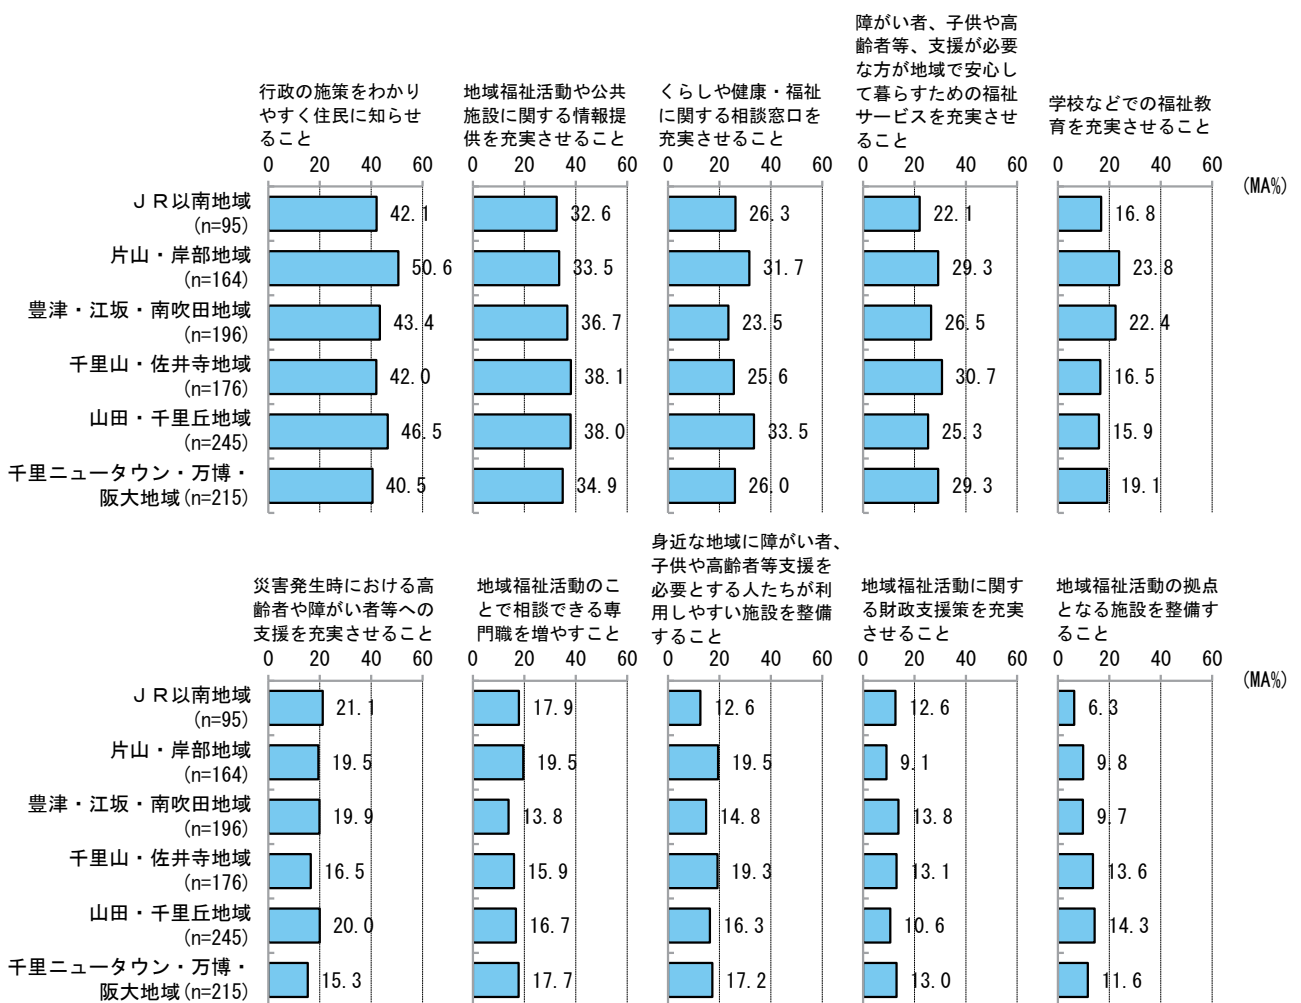 行政の施策をわかり
やすく住民に知らせ
ること
地域福祉活動や公共
施設に関する情報提
供を充実させること
くらしや健康・福祉
に関する相談窓口を
充実させること
障がい者、子供や高
齢者等、支援が必要
な方が地域で安心し
て暮らすための福祉
サービスを充実させ
ること
学校などでの福祉教
育を充実させること
0 20 40 60 0 20 40 60 0 20 40 60 0 20 40 60 0 20 40 60
(MA%)
ＪＲ以南地域
(n=95)
42.1 32.6 26.3 22.1 16.8
片山・岸部地域
(n=164)
50.6 33.5 31.7 29.3 23.8
豊津・江坂・南吹田地域
(n=196)
43.4 36.7 23.5 26.5 22.4
千里山・佐井寺地域
(n=176)
42.0 38.1 25.6 30.7 16.5
山田・千里丘地域
(n=245)
46.5 38.0 33.5 25.3 15.9
千里ニュータウン・万博・
阪大地域(n=215)
40.5 34.9 26.0 29.3 19.1
災害発生時における高
齢者や障がい者等への
支援を充実させること
地域福祉活動のこ
とで相談できる専
門職を増やすこと
身近な地域に障がい者、
子供や高齢者等支援を
必要とする人たちが利
用しやすい施設を整備
すること
地域福祉活動に関す
る財政支援策を充実
させること
地域福祉活動の拠点
となる施設を整備す
ること
0 20 40 60 0 20 40 60 0 20 40 60 0 20 40 60 0 20 40 60
(MA%)
ＪＲ以南地域
(n=95)
21.1 17.9 12.6 12.6 6.3
片山・岸部地域
(n=164)
19.5 19.5 19.5 9.1 9.8
豊津・江坂・南吹田地域
(n=196)
19.9 13.8 14.8 13.8 9.7
千里山・佐井寺地域
(n=176)
16.5 15.9 19.3 13.1 13.6
山田・千里丘地域
(n=245)
20.0 16.7 16.3 10.6 14.3
千里ニュータウン・万博・
阪大地域(n=215)
15.3 17.7 17.2 13.0 11.6